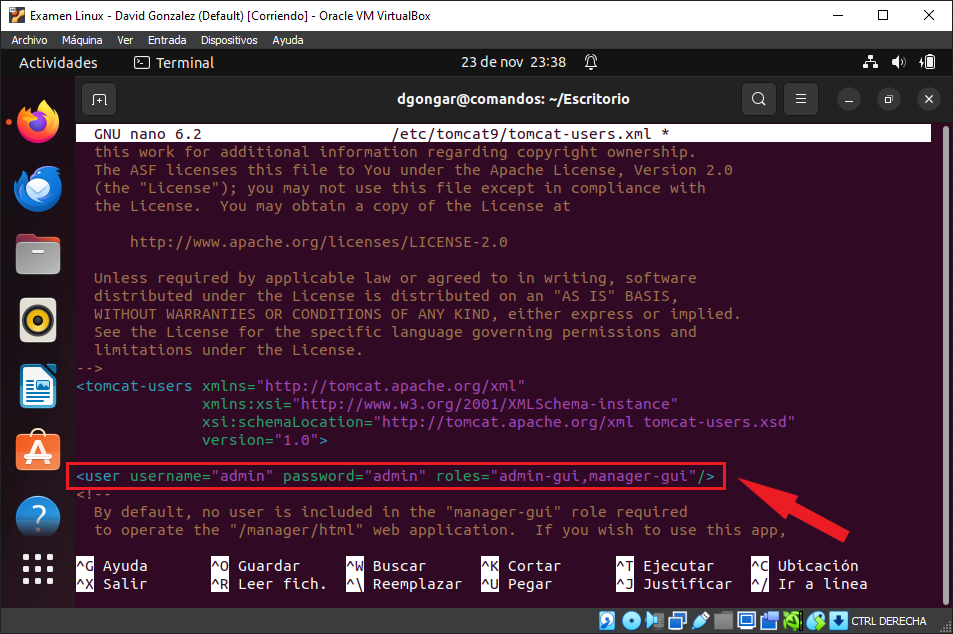 Examen Linux - David Gonzalez (Default) [Corriendo] - Oracle VM VirtualBox
Archivo Máquina Ver Entrada Dispositivos Ayuda
Actividades Terminal 23 de nov 23:38
dgongar@comandos: ~/Escritorio
GNU nano 6.2 /etc/tomcat9/tomcat-users.xml *
this work for additional information regarding copyright ownership.
The ASF licenses this file to You under the Apache License, Version 2.0
(the "License"); you may not use this file except in compliance with
the License.  You may obtain a copy of the License at
http://www.apache.org/licenses/LICENSE-2.0
Unless required by applicable law or agreed to in writing, software
distributed under the License is distributed on an "AS IS" BASIS,
WITHOUT WARRANTIES OR CONDITIONS OF ANY KIND, either express or implied.
See the License for the specific language governing permissions and
limitations under the License.
-->
<tomcat-users xmlns="http://tomcat.apache.org/xml"
xmlns:xsi="http://www.w3.org/2001/XMLSchema-instance"
xsi:schemaLocation="http://tomcat.apache.org/xml tomcat-users.xsd"
version="1.0">
<user username="admin" password="admin" roles="admin-gui,manager-gui"/>
<!--
By default, no user is included in the "manager-gui" role required
to operate the "/manager/html" web application.  If you wish to use this app,
^G Ayuda ^O Guardar ^W Buscar ^K Cortar ^T Ejecutar ^C Ubicación
^X Salir ^R Leer fich. ^\ Reemplazar ^U Pegar ^J Justificar ^/ Ir a línea
CTRL DERECHA